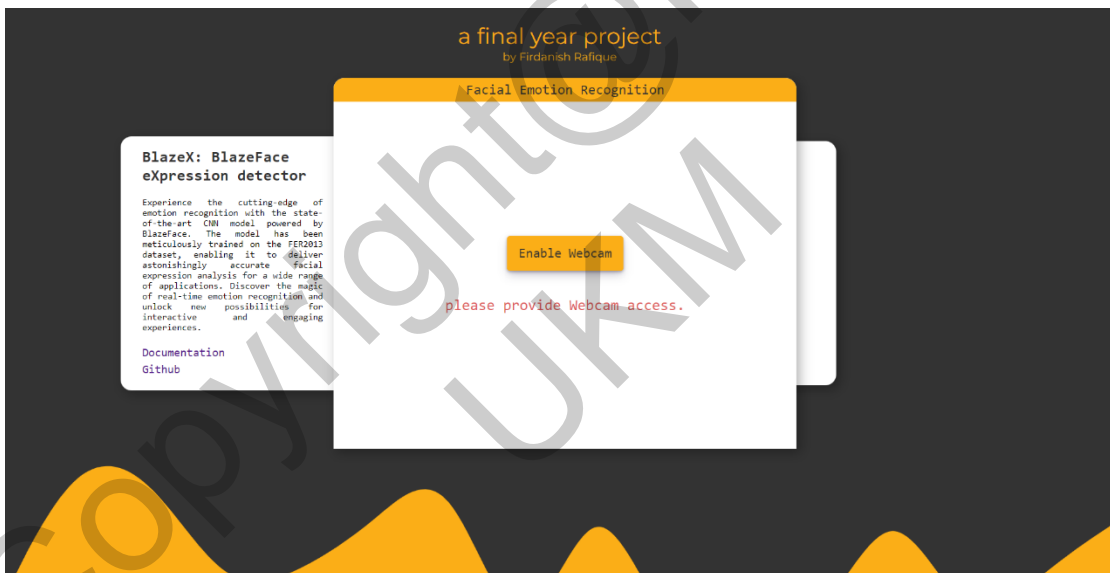 a final year project
by Firdanish Rafique
Facial Emotion Recognition
BlazeX: BlazeFace
eXpression detector
Experience the cutting-edge of
emotion recognition with the state-
of-the-art CNN model powered by
BlazeFace. The model has been
meticulously trained on the FER2013
dataset, enabling it to deliver
astonishingly accurate facial
expression analysis for a wide range
of applications. Discover the magic
of real-time emotion recognition and
unlock new possibilities for
interactive and engaging
experiences.
Documentation
Github
Enable Webcam
please provide Webcam access.
Copyright@
UKM